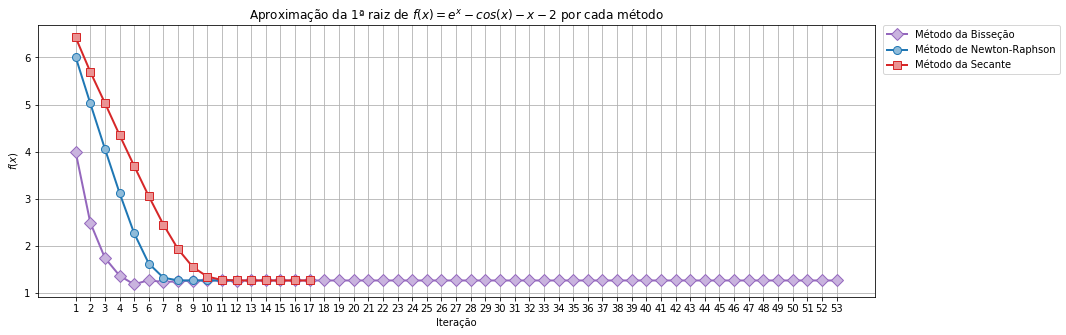 Aproximação da 1ª raiz de f(x) = e^x − cos(x) − x − 2 por cada método
Método da Bisseção
Método de Newton-Raphson
Método da Secante
f(x)
6
5
4
3
2
1
1 2 3 4 5 6 7 8 9 10 11 12 13 14 15 16 17 18 19 20 21 22 23 24 25 26 27 28 29 30 31 32 33 34 35 36 37 38 39 40 41 42 43 44 45 46 47 48 49 50 51 52 53
Iteração